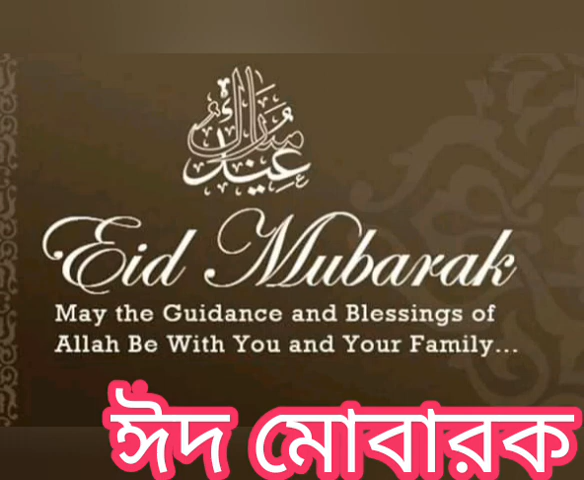 عيد مبارك
Eid Mubarak
May the Guidance and Blessings of
Allah Be With You and Your Family...
ঈদ মোবারক